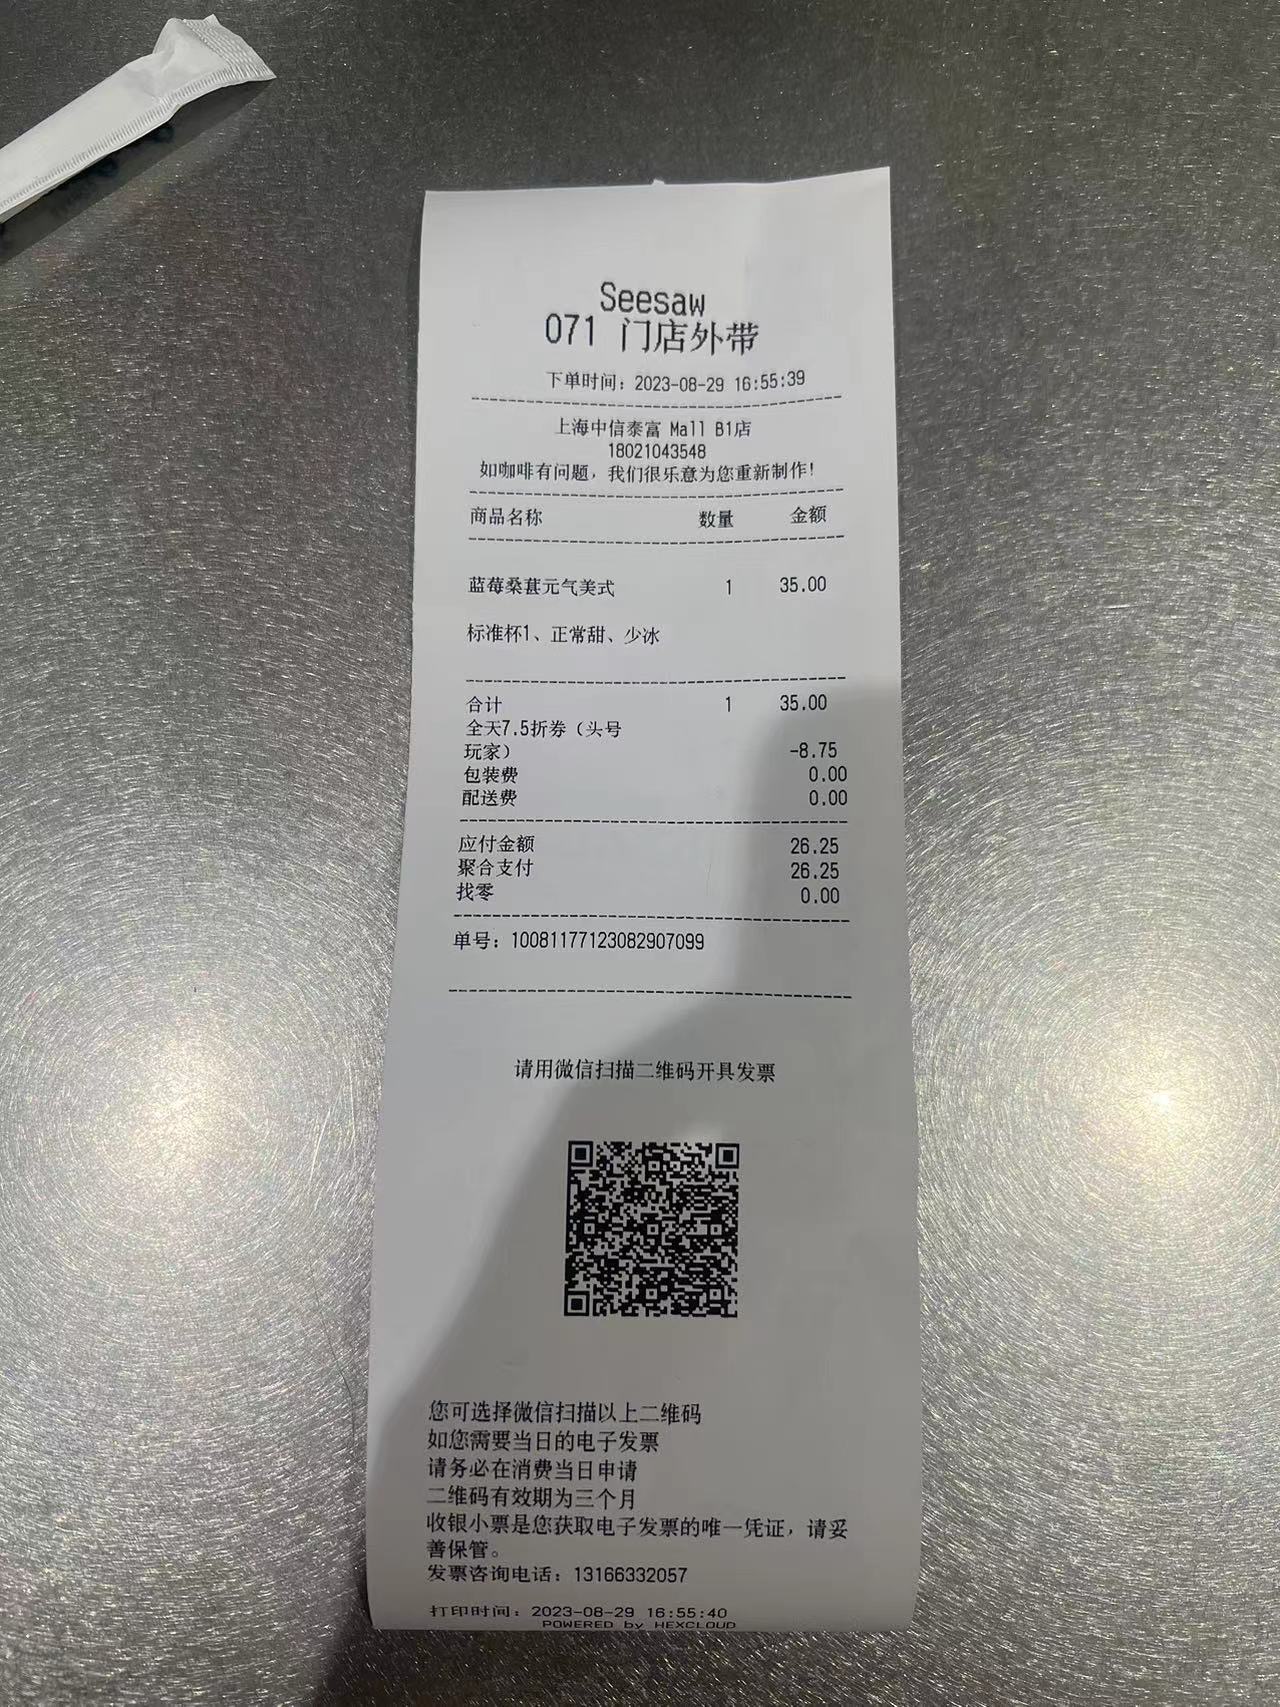 Seesaw
071 门店外带
下单时间：2023-08-29 16:55:39
上海中信泰富 Mall B1店
18021043548
如咖啡有问题，我们很乐意为您重新制作！
商品名称 数量 金额
蓝莓桑葚元气美式 1 35.00
标准杯1、正常甜、少冰
合计 1 35.00
全天7.5折券（头号
玩家） -8.75
包装费 0.00
配送费 0.00
应付金额 26.25
聚合支付 26.25
找零 0.00
单号：10081177123082907099
请用微信扫描二维码开具发票
您可选择微信扫描以上二维码
如您需要当日的电子发票
请务必在消费当日申请
二维码有效期为三个月
收银小票是您获取电子发票的唯一凭证，请妥
善保管。
发票咨询电话：13166332057
打印时间：2023-08-29 16:55:40
POWERED by HEXCLOUD